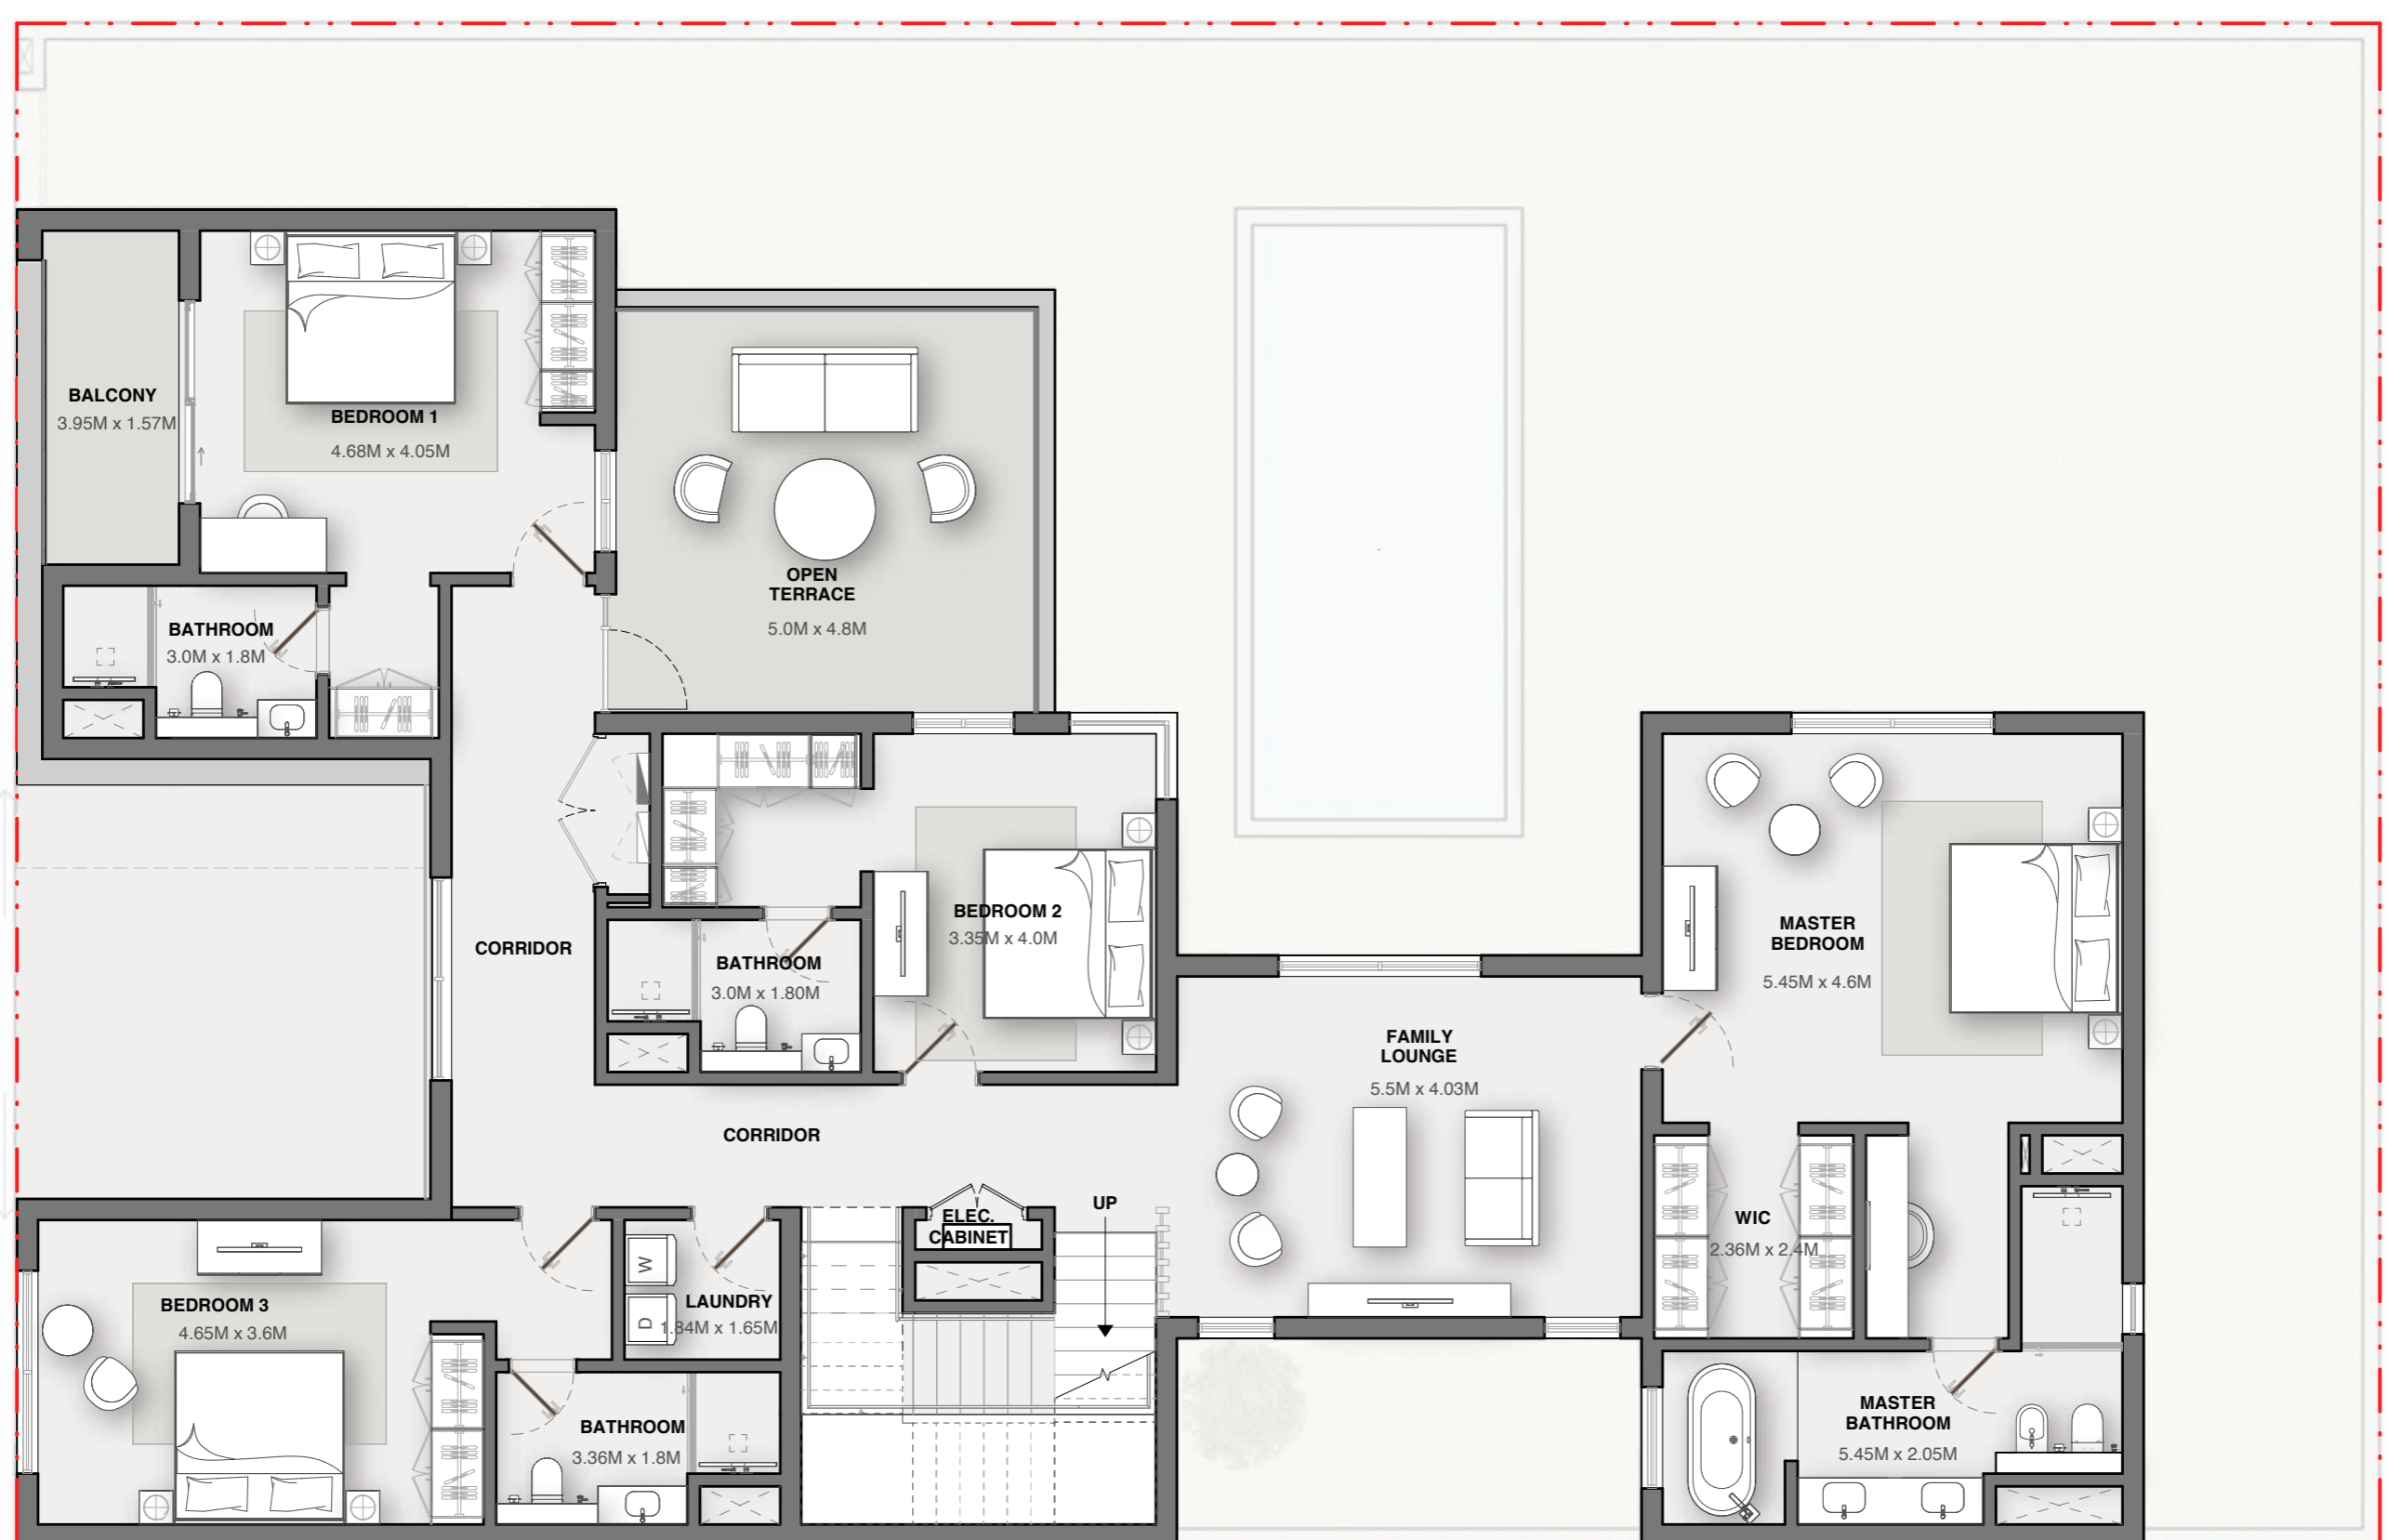 BALCONY
3.95M x 1.57M
BEDROOM 1
4.68M x 4.05M
OPEN
TERRACE
5.0M x 4.8M
BATHROOM
3.0M x 1.8M
CORRIDOR
BEDROOM 2
3.35M x 4.0M
BATHROOM
3.0M x 1.80M
MASTER
BEDROOM
5.45M x 4.6M
FAMILY
LOUNGE
5.5M x 4.03M
CORRIDOR
UP
ELEC.
CABINET
WIC
2.36M x 2.4M
W
D
LAUNDRY
1.84M x 1.65M
BEDROOM 3
4.65M x 3.6M
BATHROOM
3.36M x 1.8M
MASTER
BATHROOM
5.45M x 2.05M